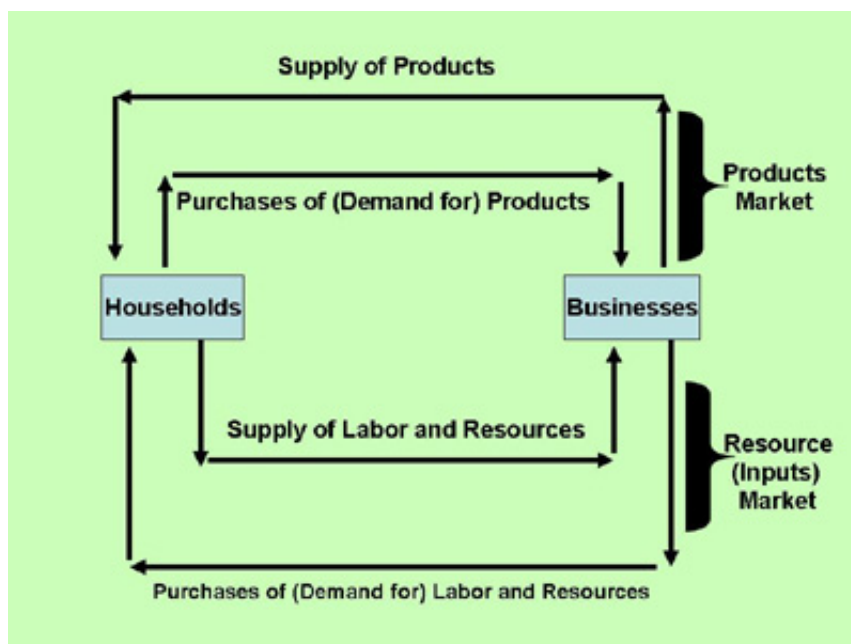 Supply of Products
Purchases of (Demand for) Products
Products
Market
Households
Businesses
Supply of Labor and Resources
Resource
(Inputs)
Market
Purchases of (Demand for) Labor and Resources